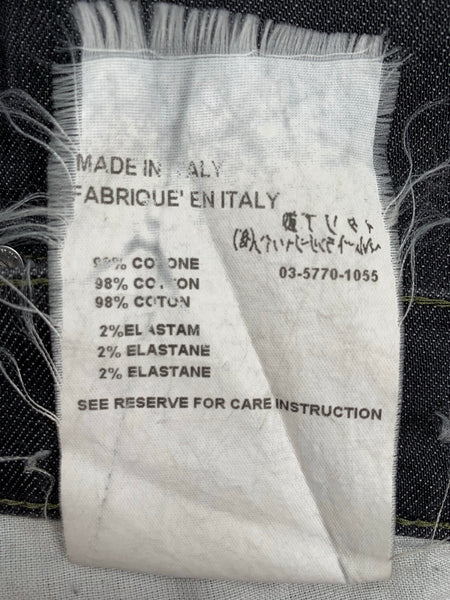 MADE IN ITALY
FABRIQUE' EN ITALY
03-5770-1055
98% COTONE
98% COTTON
98% COTON
2% ELASTAM
2% ELASTANE
2% ELASTANE
SEE RESERVE FOR CARE INSTRUCTION